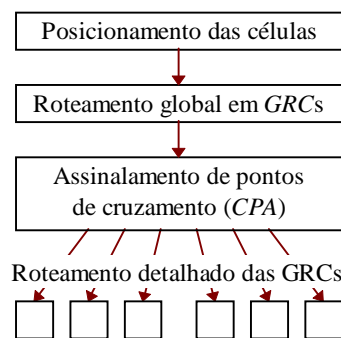 Posicionamento das células
Roteamento global em GRCs
Assinalamento de pontos
de cruzamento (CPA)
Roteamento detalhado das GRCs